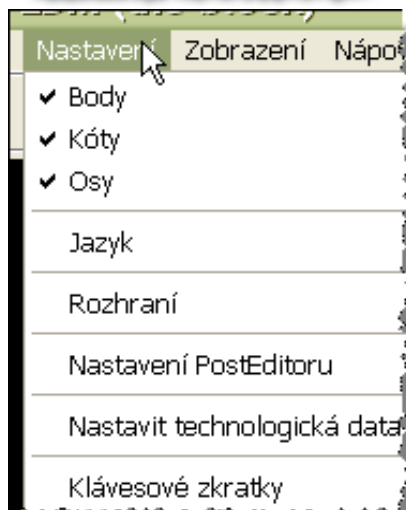 Nastavení Zobrazení
Body
Kóty
Osy
Jazyk
Rozhraní
Nastavení PostEditoru
Nastavit technologická data
Klávesové zkratky